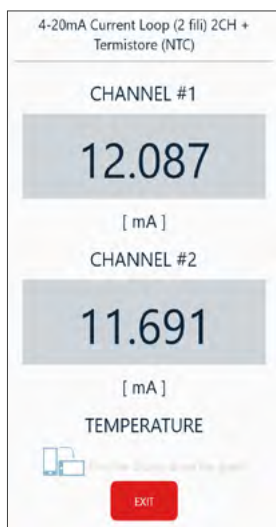 4-20mA Current Loop (2 fili) 2CH +
Termistore (NTC)
CHANNEL #1
12.087
[ mA ]
CHANNEL #2
11.691
[ mA ]
TEMPERATURE
EXIT